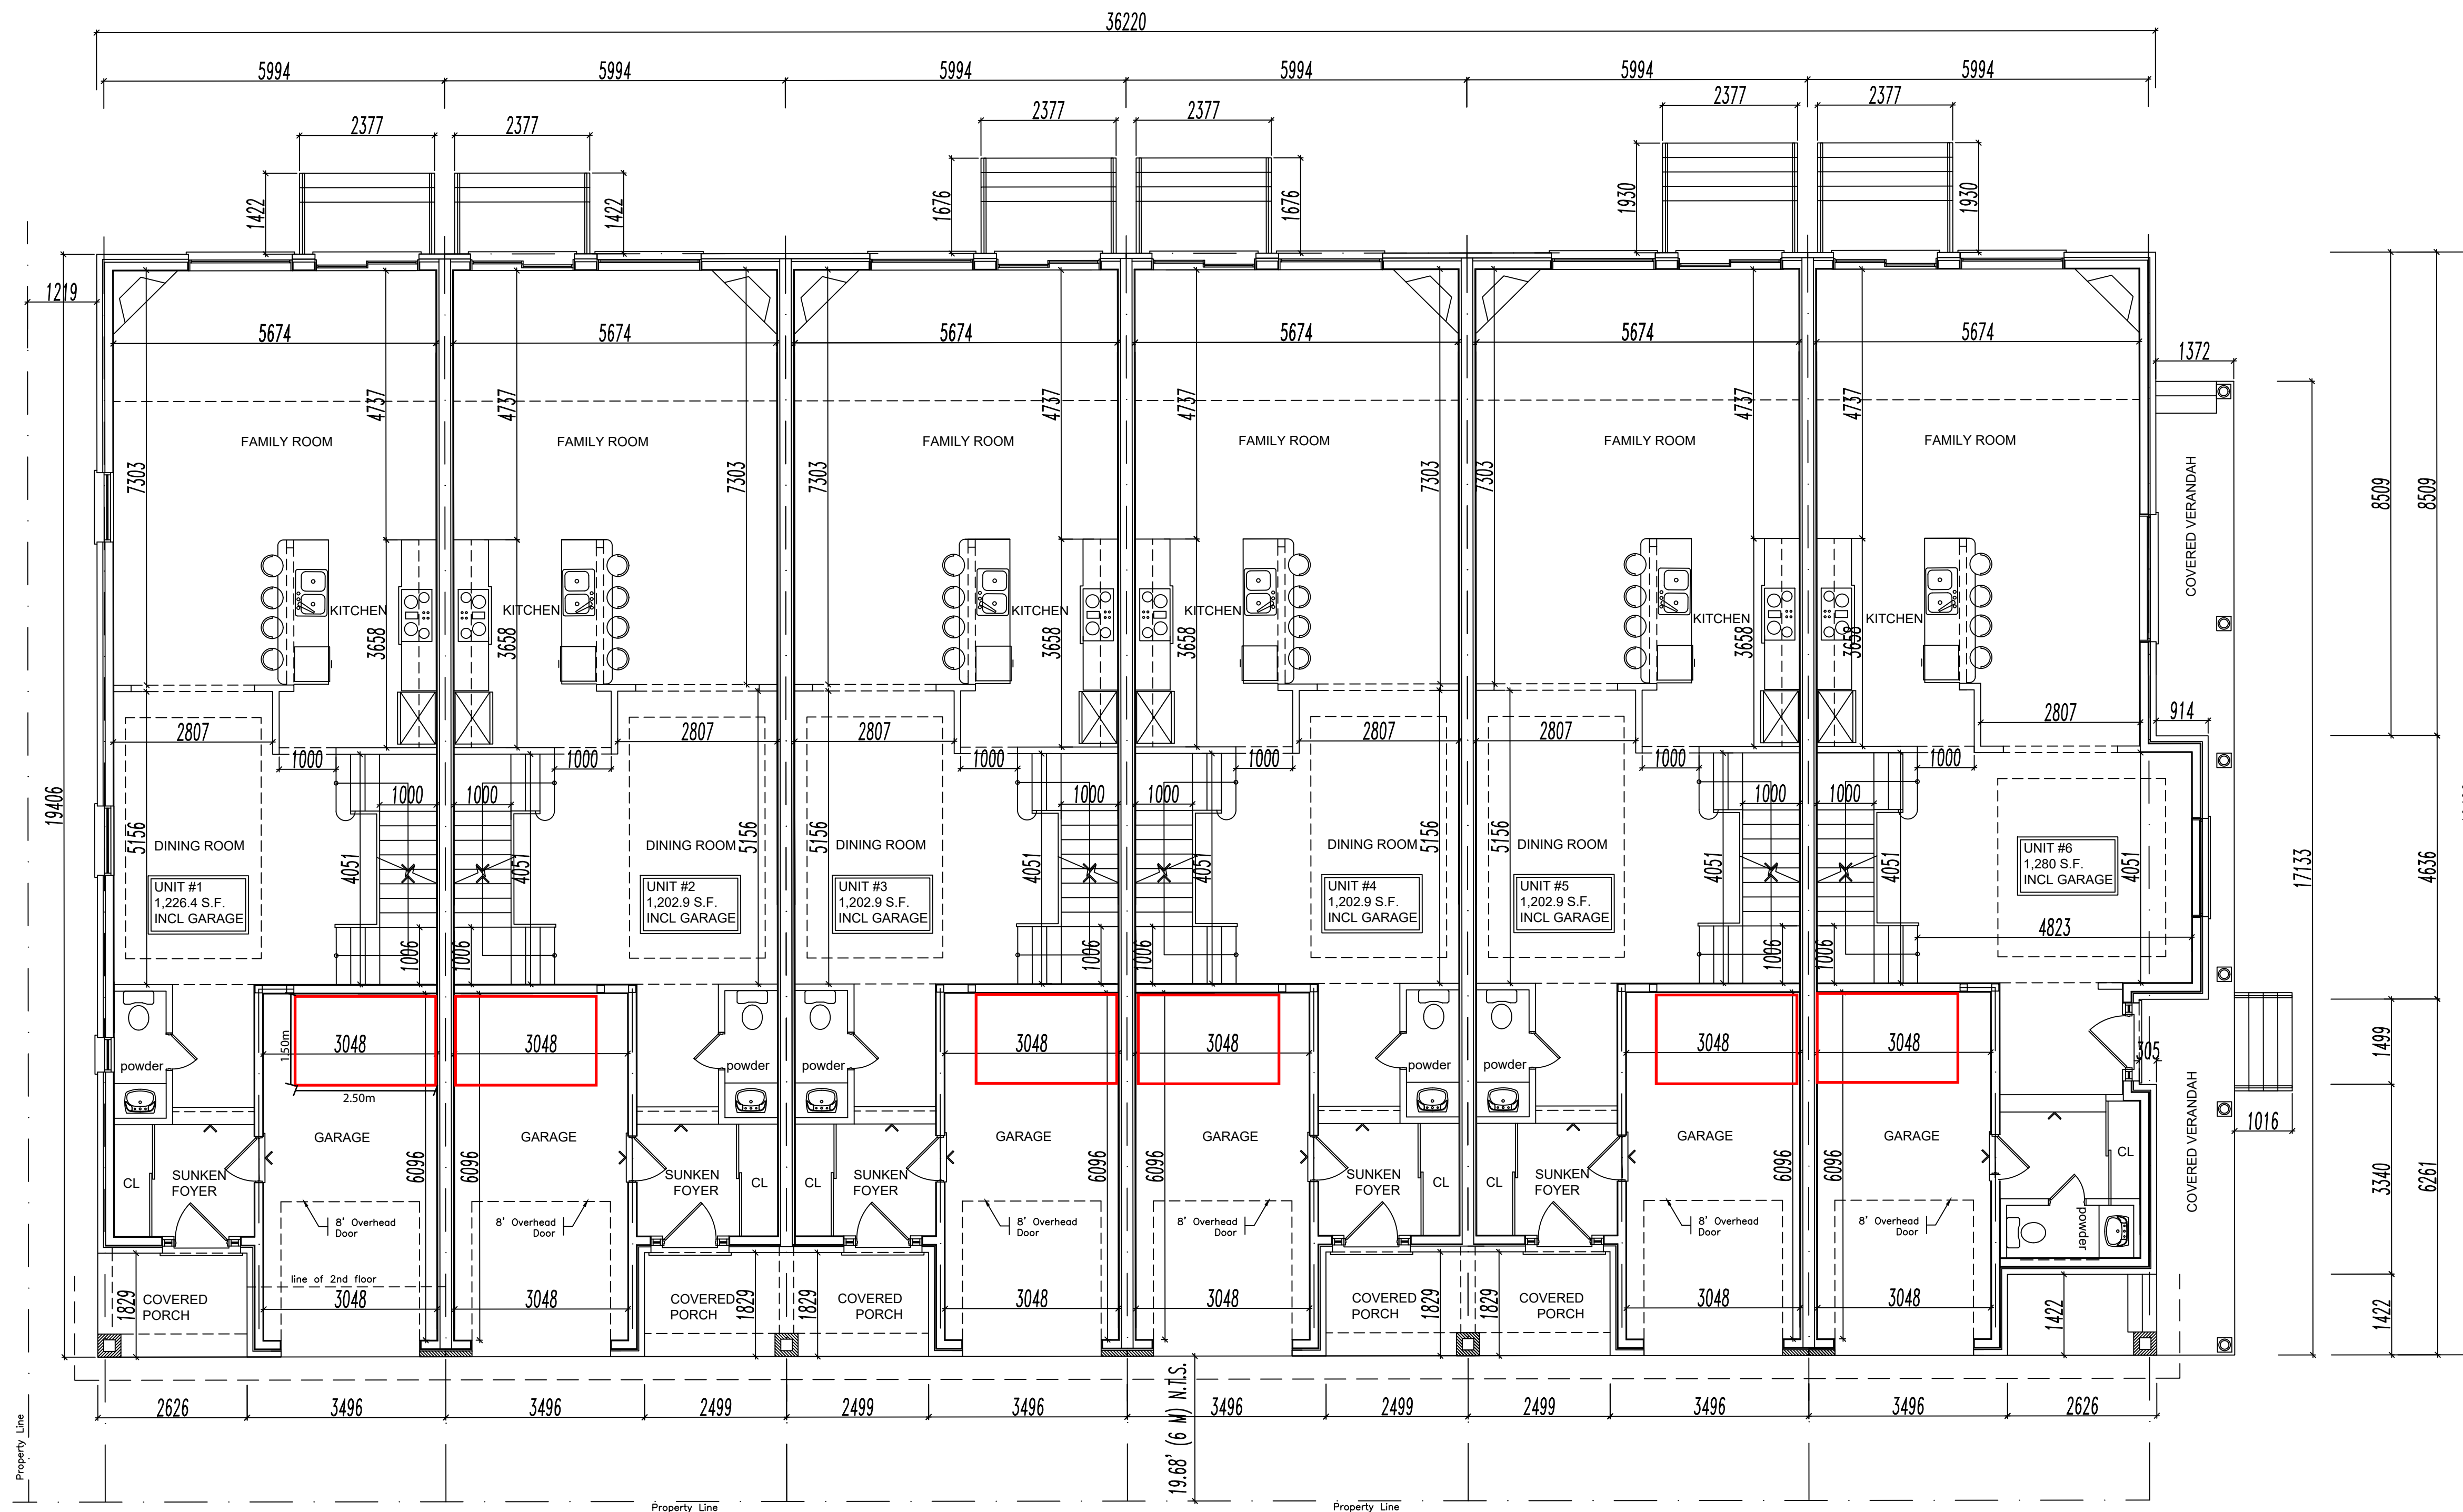 36220
5994 5994 5994 5994 5994 5994
2377 2377 2377 2377 2377 2377
1422 1422 1676 1676 1930 1930
1219
5674 5674 5674 5674 5674 5674
1372
4737 4737 4737 4737 4737 4737
FAMILY ROOM FAMILY ROOM FAMILY ROOM FAMILY ROOM FAMILY ROOM FAMILY ROOM
7303 7303 7303 7303 7303
8509 8509
COVERED VERANDAH
KITCHEN KITCHEN KITCHEN KITCHEN KITCHEN KITCHEN
3658 3658 3658 3658 3658 3658
2807 2807 2807 2807 2807 2807
914
1000 1000 1000 1000 1000 1000
1000 1000 1000 1000 1000 1000
19406
5156 5156 5156 5156 5156
DINING ROOM DINING ROOM DINING ROOM DINING ROOM DINING ROOM
4051 4051 4051 4051 4051 4051 4051
17133
4636
UNIT #1
1,226.4 S.F.
INCL GARAGE
UNIT #2
1,202.9 S.F.
INCL GARAGE
UNIT #3
1,202.9 S.F.
INCL GARAGE
UNIT #4
1,202.9 S.F.
INCL GARAGE
UNIT #5
1,202.9 S.F.
INCL GARAGE
UNIT #6
1,280 S.F.
INCL GARAGE
4823
1006 1006 1006 1006 1006 1006
1.50m
3048 3048 3048 3048 3048 3048
305
1499
powder powder powder powder powder
2.50m
COVERED VERANDAH
1016
GARAGE GARAGE GARAGE GARAGE GARAGE GARAGE
6096 6096 6096 6096 6096 6096
3340
6261
CL
SUNKEN
FOYER
SUNKEN
FOYER
CL
CL
SUNKEN
FOYER
SUNKEN
FOYER
CL
CL
SUNKEN
FOYER
CL
powder
8' Overhead
Door
8' Overhead
Door
8' Overhead
Door
8' Overhead
Door
8' Overhead
Door
8' Overhead
Door
line of 2nd floor
COVERED
PORCH
COVERED
PORCH
COVERED
PORCH
COVERED
PORCH
COVERED
PORCH
1829 1829 1829 1829 1829
3048 3048 3048 3048 3048 3048
1422
1422
2626 3496 3496 2499 2499 3496 3496 2499 2499 3496 3496 2626
19.68' (6 M) N.T.S.
Property Line
Property Line
Property Line